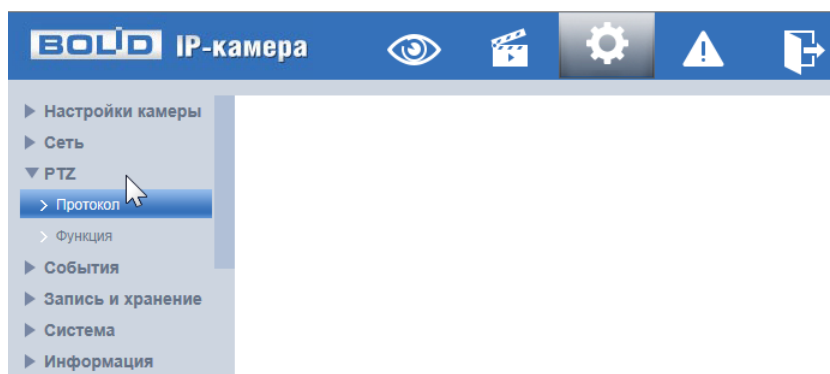 BOLID IP-камера
Настройки камеры
Сеть
PTZ
Протокол
Функция
События
Запись и хранение
Система
Информация